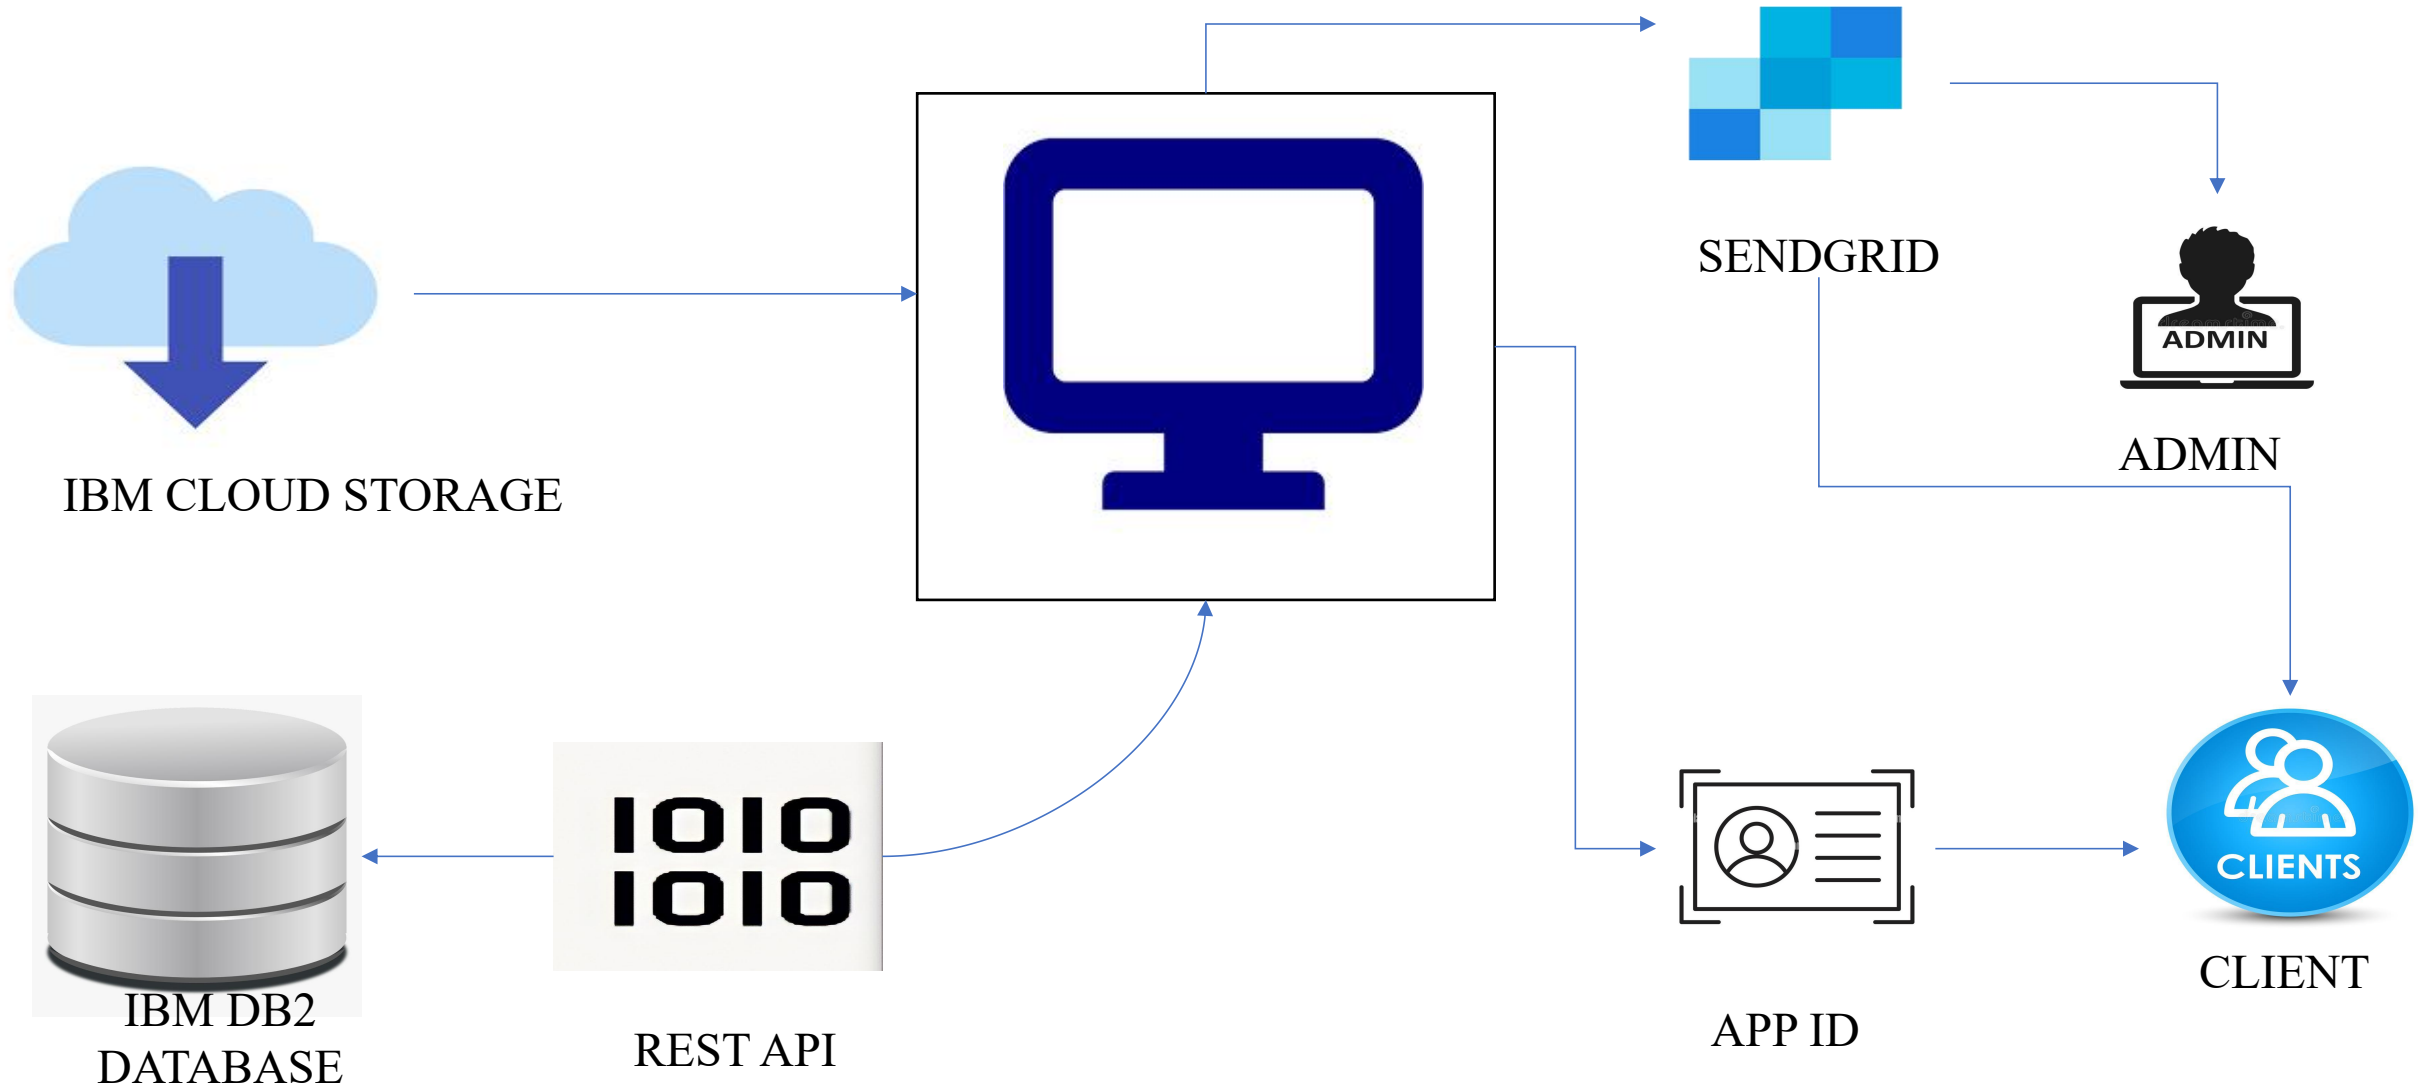 SENDGRID
ADMIN
ADMIN
IBM CLOUD STORAGE
1010
1010
CLIENTS
CLIENT
IBM DB2
DATABASE
REST API
APP ID